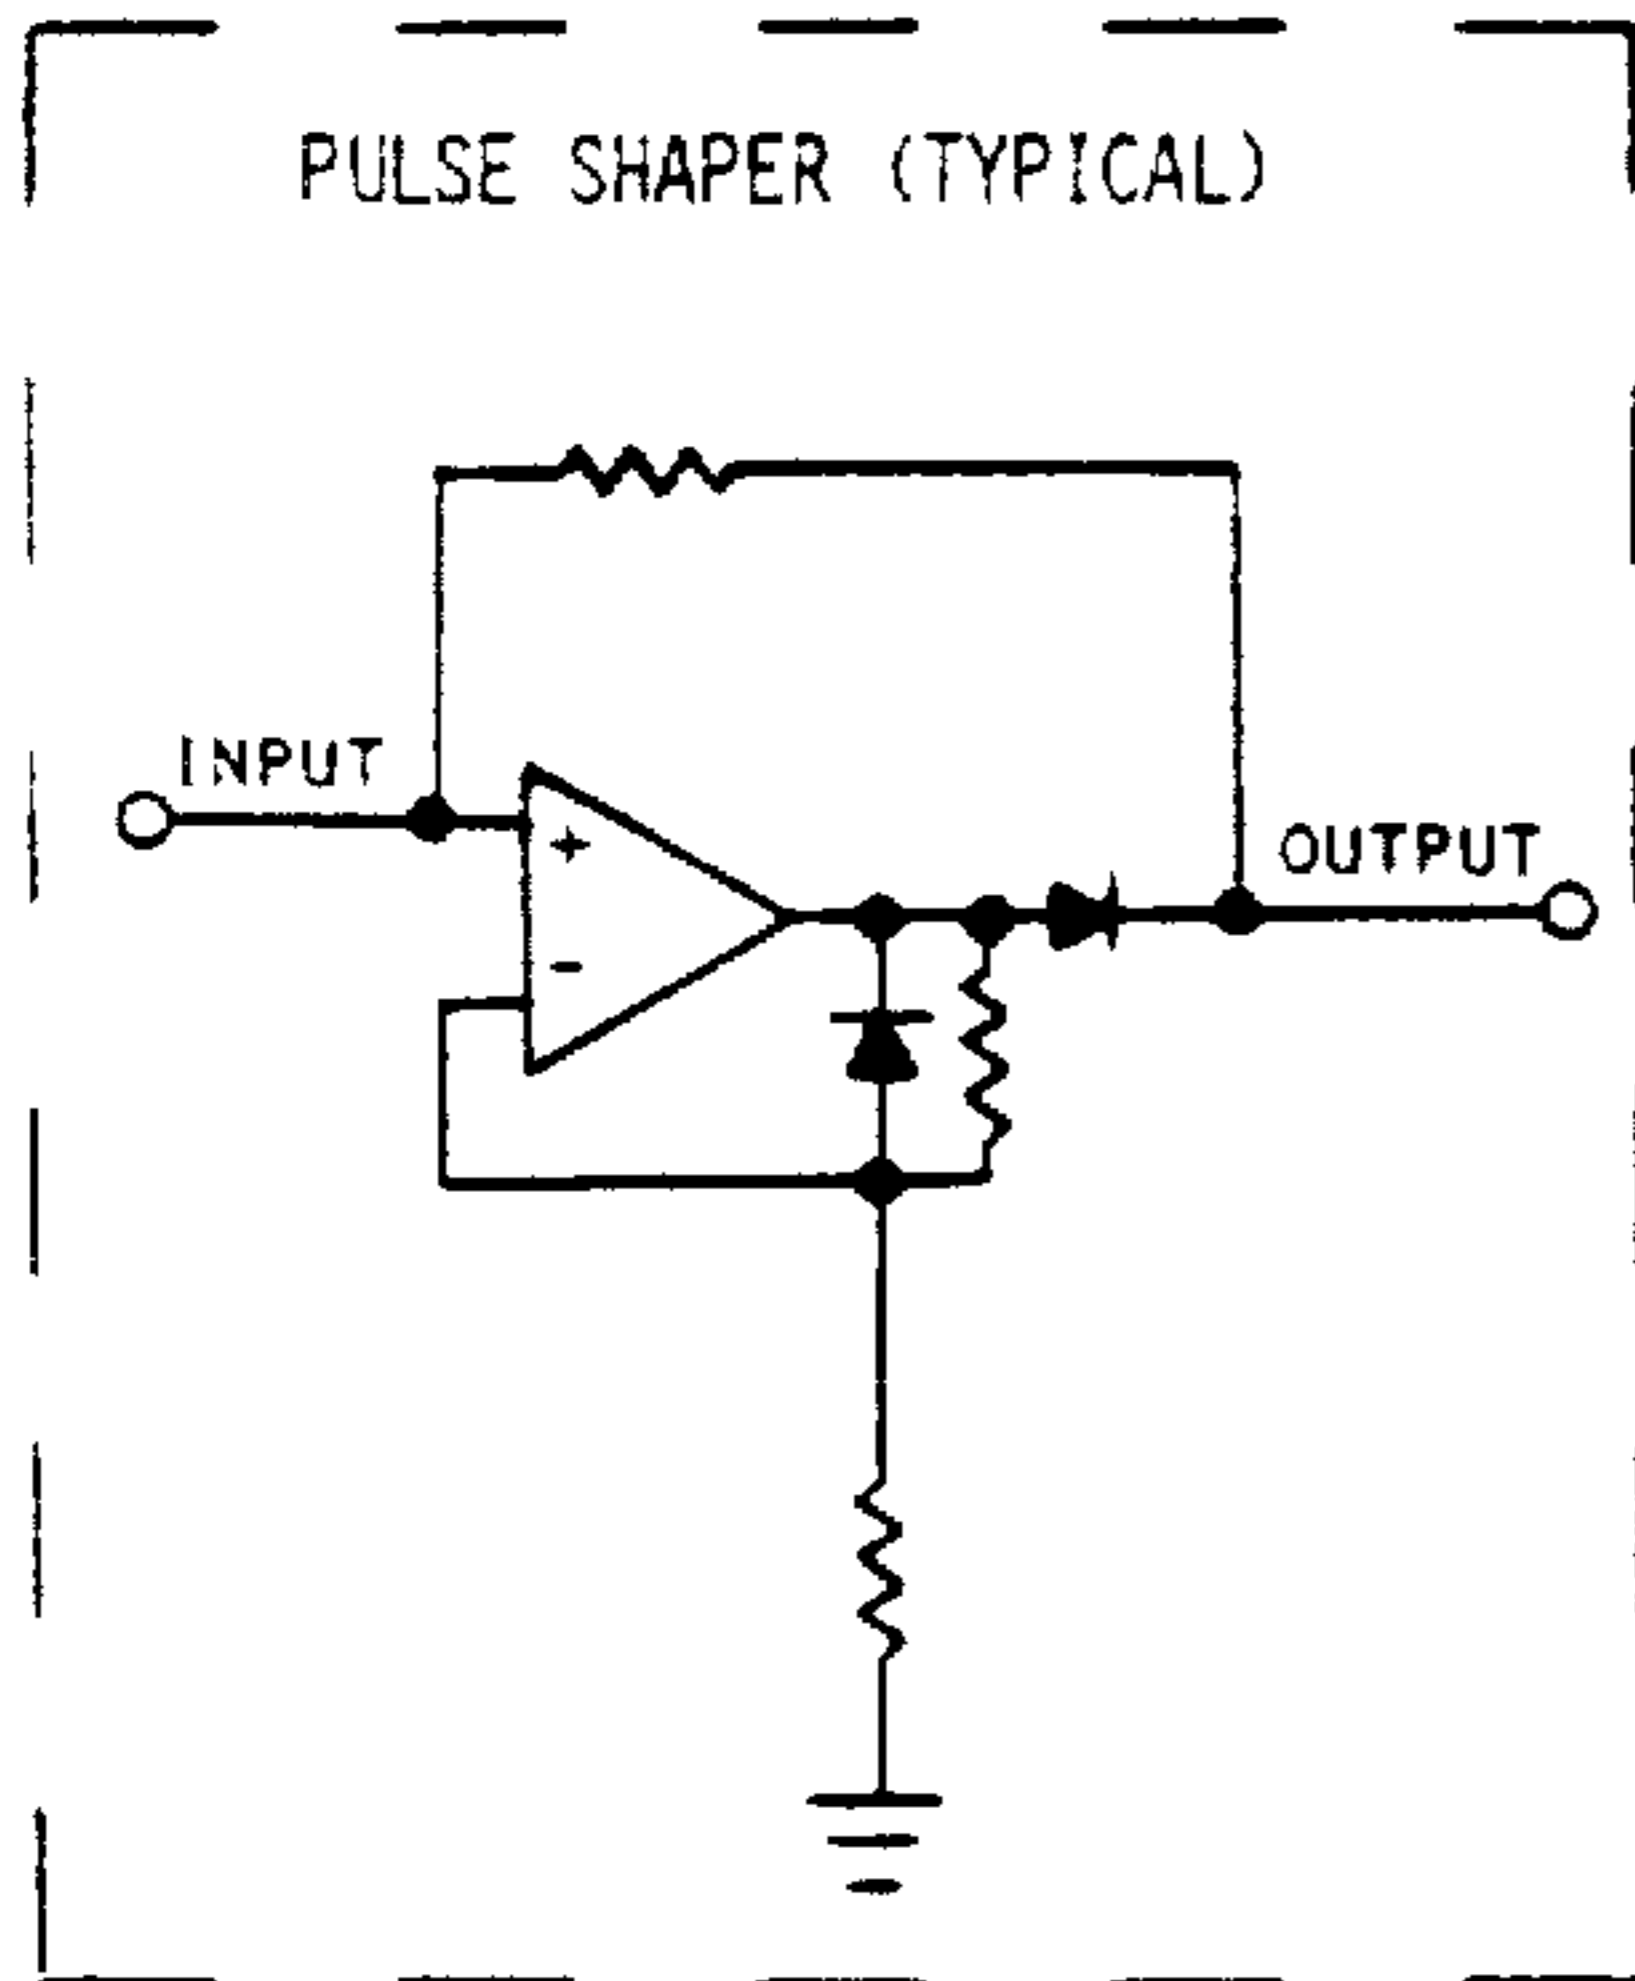 PULSE SHAPER (TYPICAL)
INPUT
+
OUTPUT
-